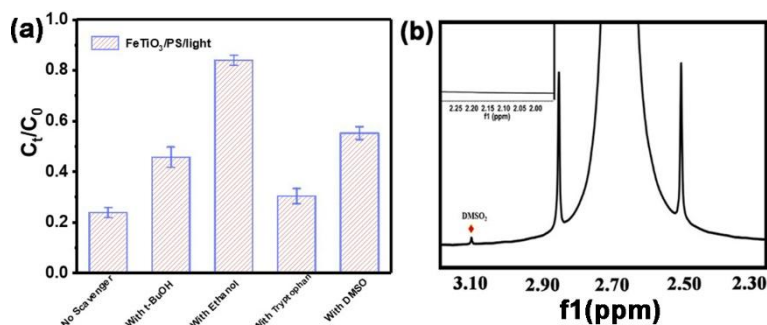 (a)
FeTiO3/PS/light
Ct/C0
1.0
0.8
0.6
0.4
0.2
0.0
No Scavenger
With t-BuOH
With Ethanol
With Tryptophan
With DMSO
(b)
2.25 2.20 2.15 2.10 2.05 2.00
f1 (ppm)
DMSO2
3.10 2.90 2.70 2.50 2.30
f1(ppm)